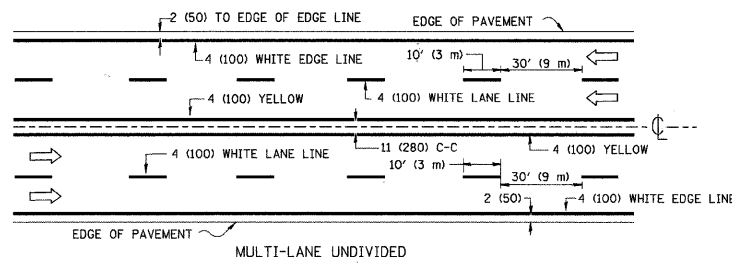 2 (50) TO EDGE OF EDGE LINE
EDGE OF PAVEMENT
4 (100) WHITE EDGE LINE
10' (3 m)
30' (9 m)
4 (100) YELLOW
4 (100) WHITE LANE LINE
11 (280) C-C
4 (100) YELLOW
4 (100) WHITE LANE LINE
10' (3 m)
30' (9 m)
2 (50)
4 (100) WHITE EDGE LINE
EDGE OF PAVEMENT
MULTI-LANE UNDIVIDED